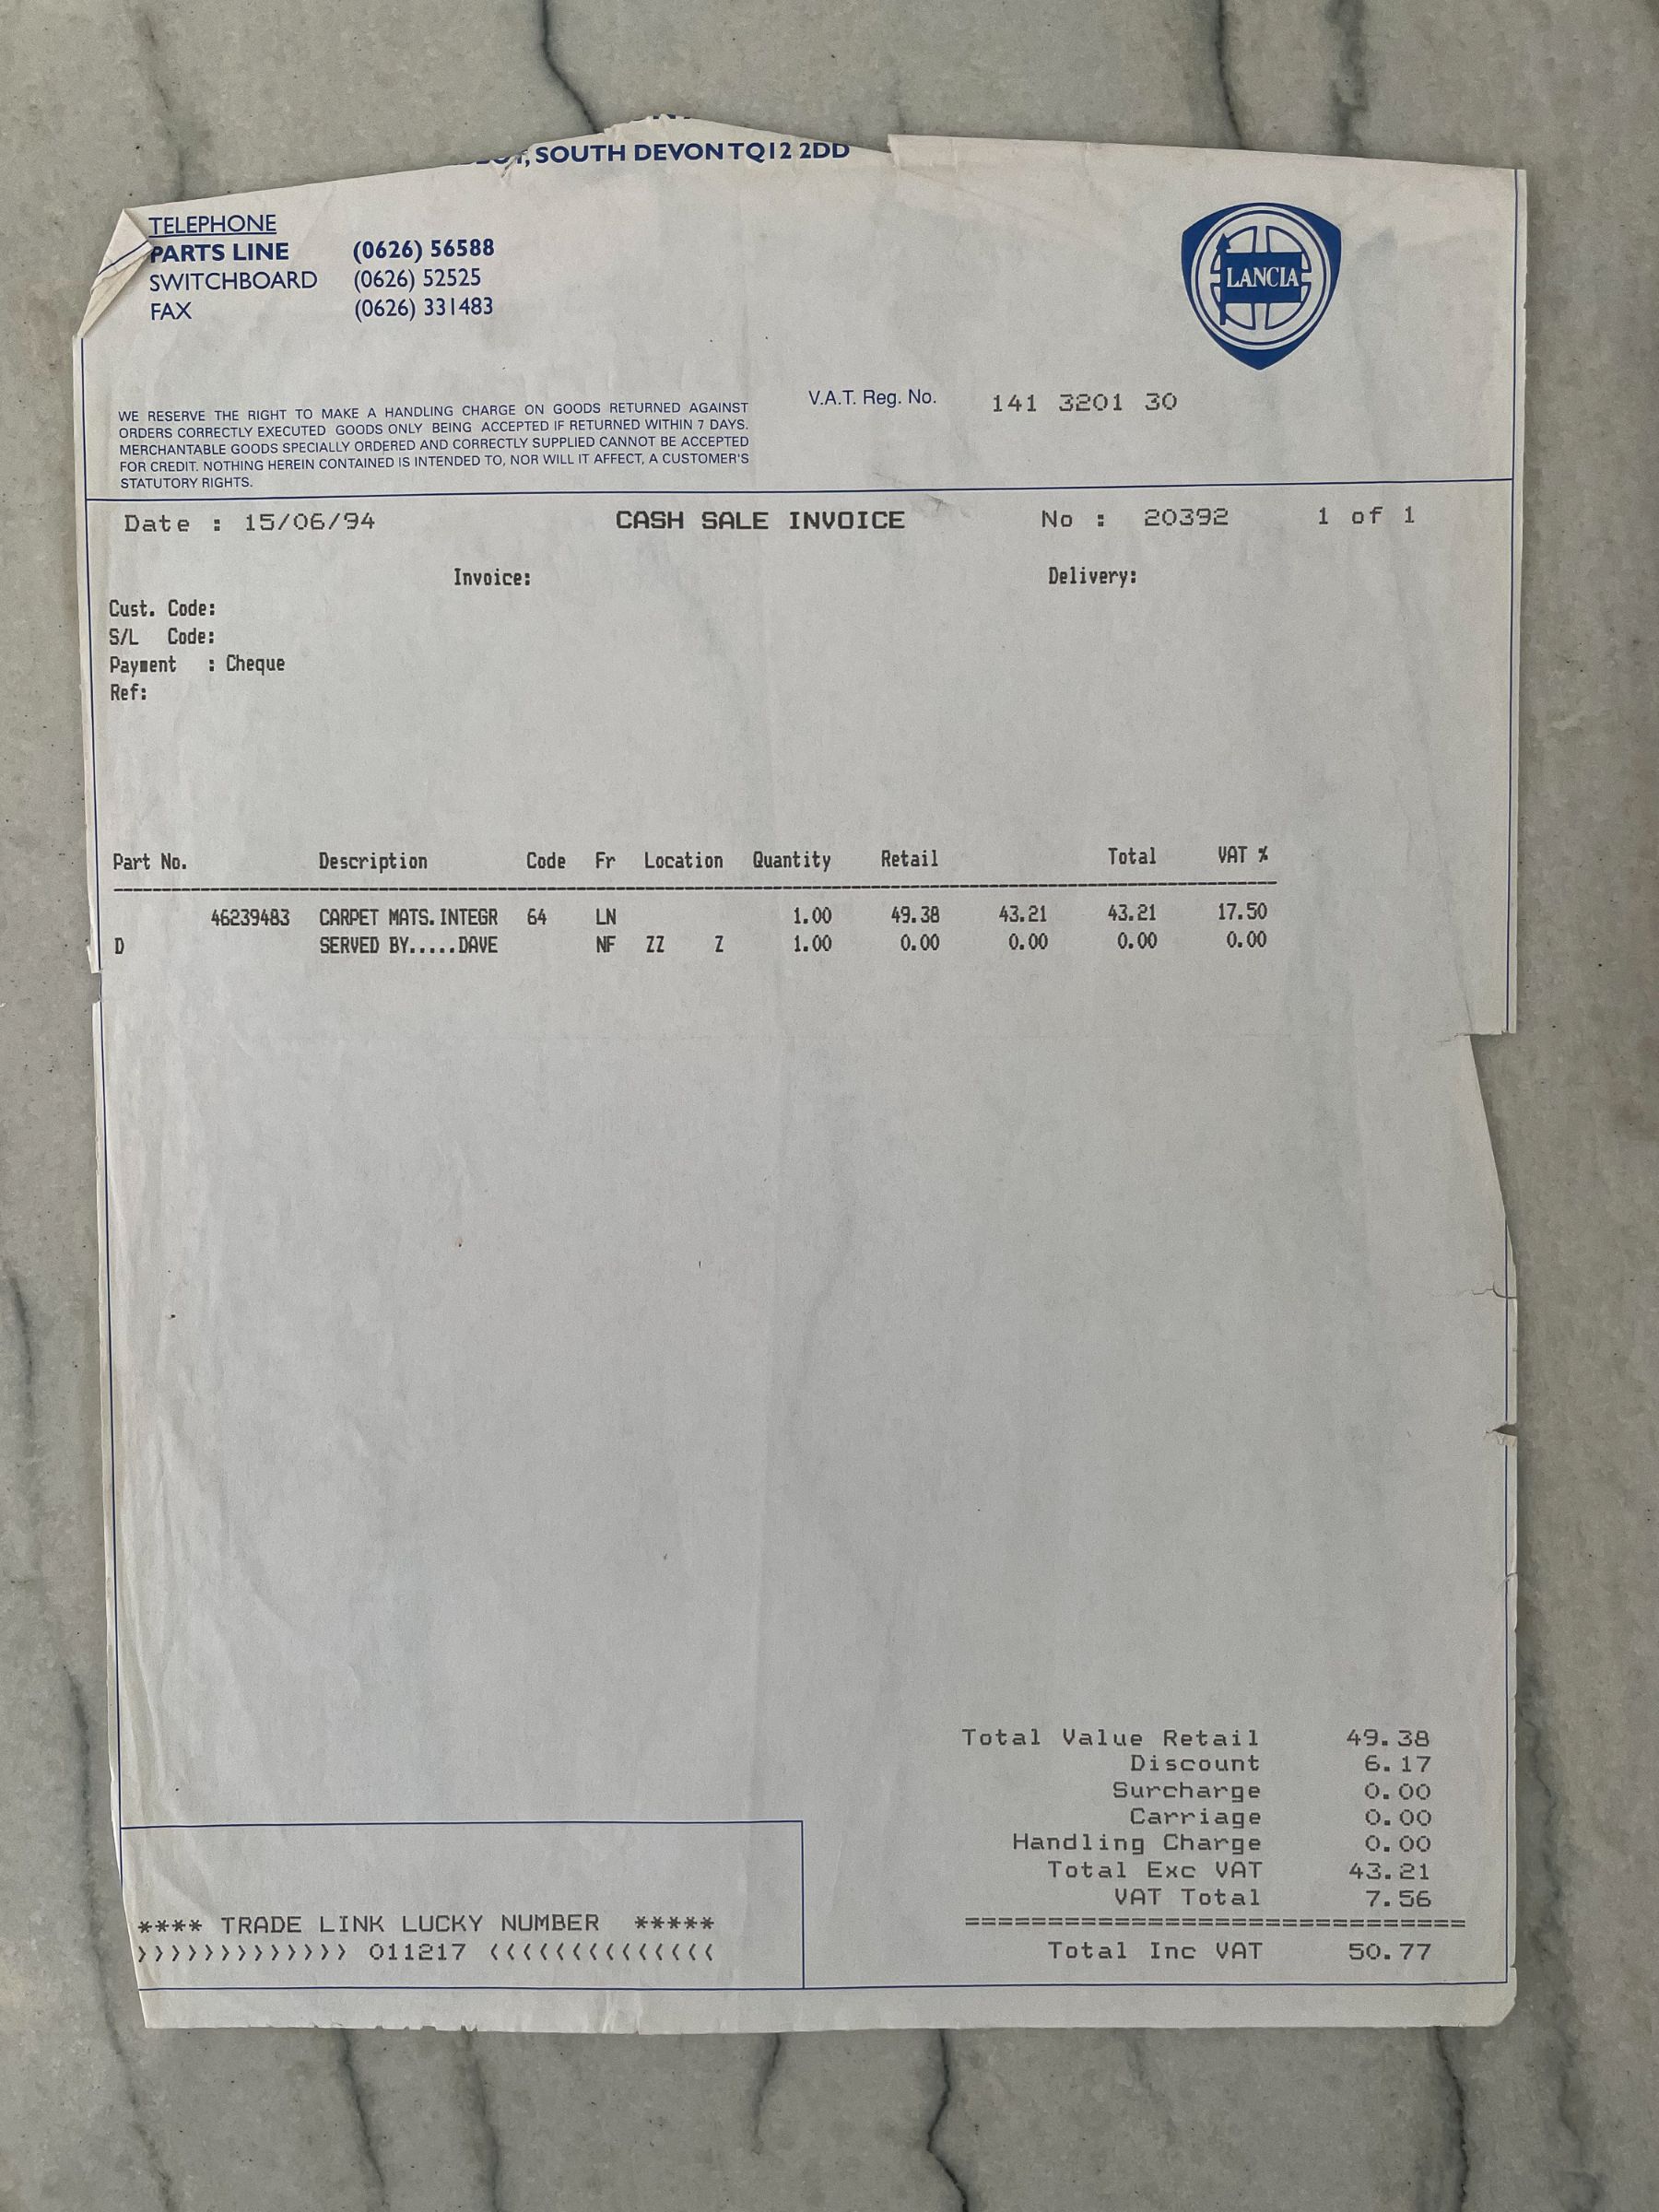 , SOUTH DEVON TQ12 2DD
TELEPHONE
PARTS LINE (0626) 56588
SWITCHBOARD (0626) 52525
FAX (0626) 331483
LANCIA
WE RESERVE THE RIGHT TO MAKE A HANDLING CHARGE ON GOODS RETURNED AGAINST
ORDERS CORRECTLY EXECUTED GOODS ONLY BEING ACCEPTED IF RETURNED WITHIN 7 DAYS.
MERCHANTABLE GOODS SPECIALLY ORDERED AND CORRECTLY SUPPLIED CANNOT BE ACCEPTED
FOR CREDIT. NOTHING HEREIN CONTAINED IS INTENDED TO, NOR WILL IT AFFECT, A CUSTOMER'S
STATUTORY RIGHTS.
V.A.T. Reg. No. 141 3201 30
Date : 15/06/94 CASH SALE INVOICE No : 20392 1 of 1
Invoice: Delivery:
Cust. Code:
S/L Code:
Payment : Cheque
Ref:
Part No. Description Code Fr Location Quantity Retail Total VAT %
46239483 CARPET MATS.INTEGR 64 LN 1.00 49.38 43.21 43.21 17.50
D SERVED BY.....DAVE NF ZZ Z 1.00 0.00 0.00 0.00 0.00
Total Value Retail 49.38
Discount 6.17
Surcharge 0.00
Carriage 0.00
Handling Charge 0.00
Total Exc VAT 43.21
VAT Total 7.56
==============================
Total Inc VAT 50.77
**** TRADE LINK LUCKY NUMBER *****
>>>>>>>>>>>>> 011217 <<<<<<<<<<<<<<